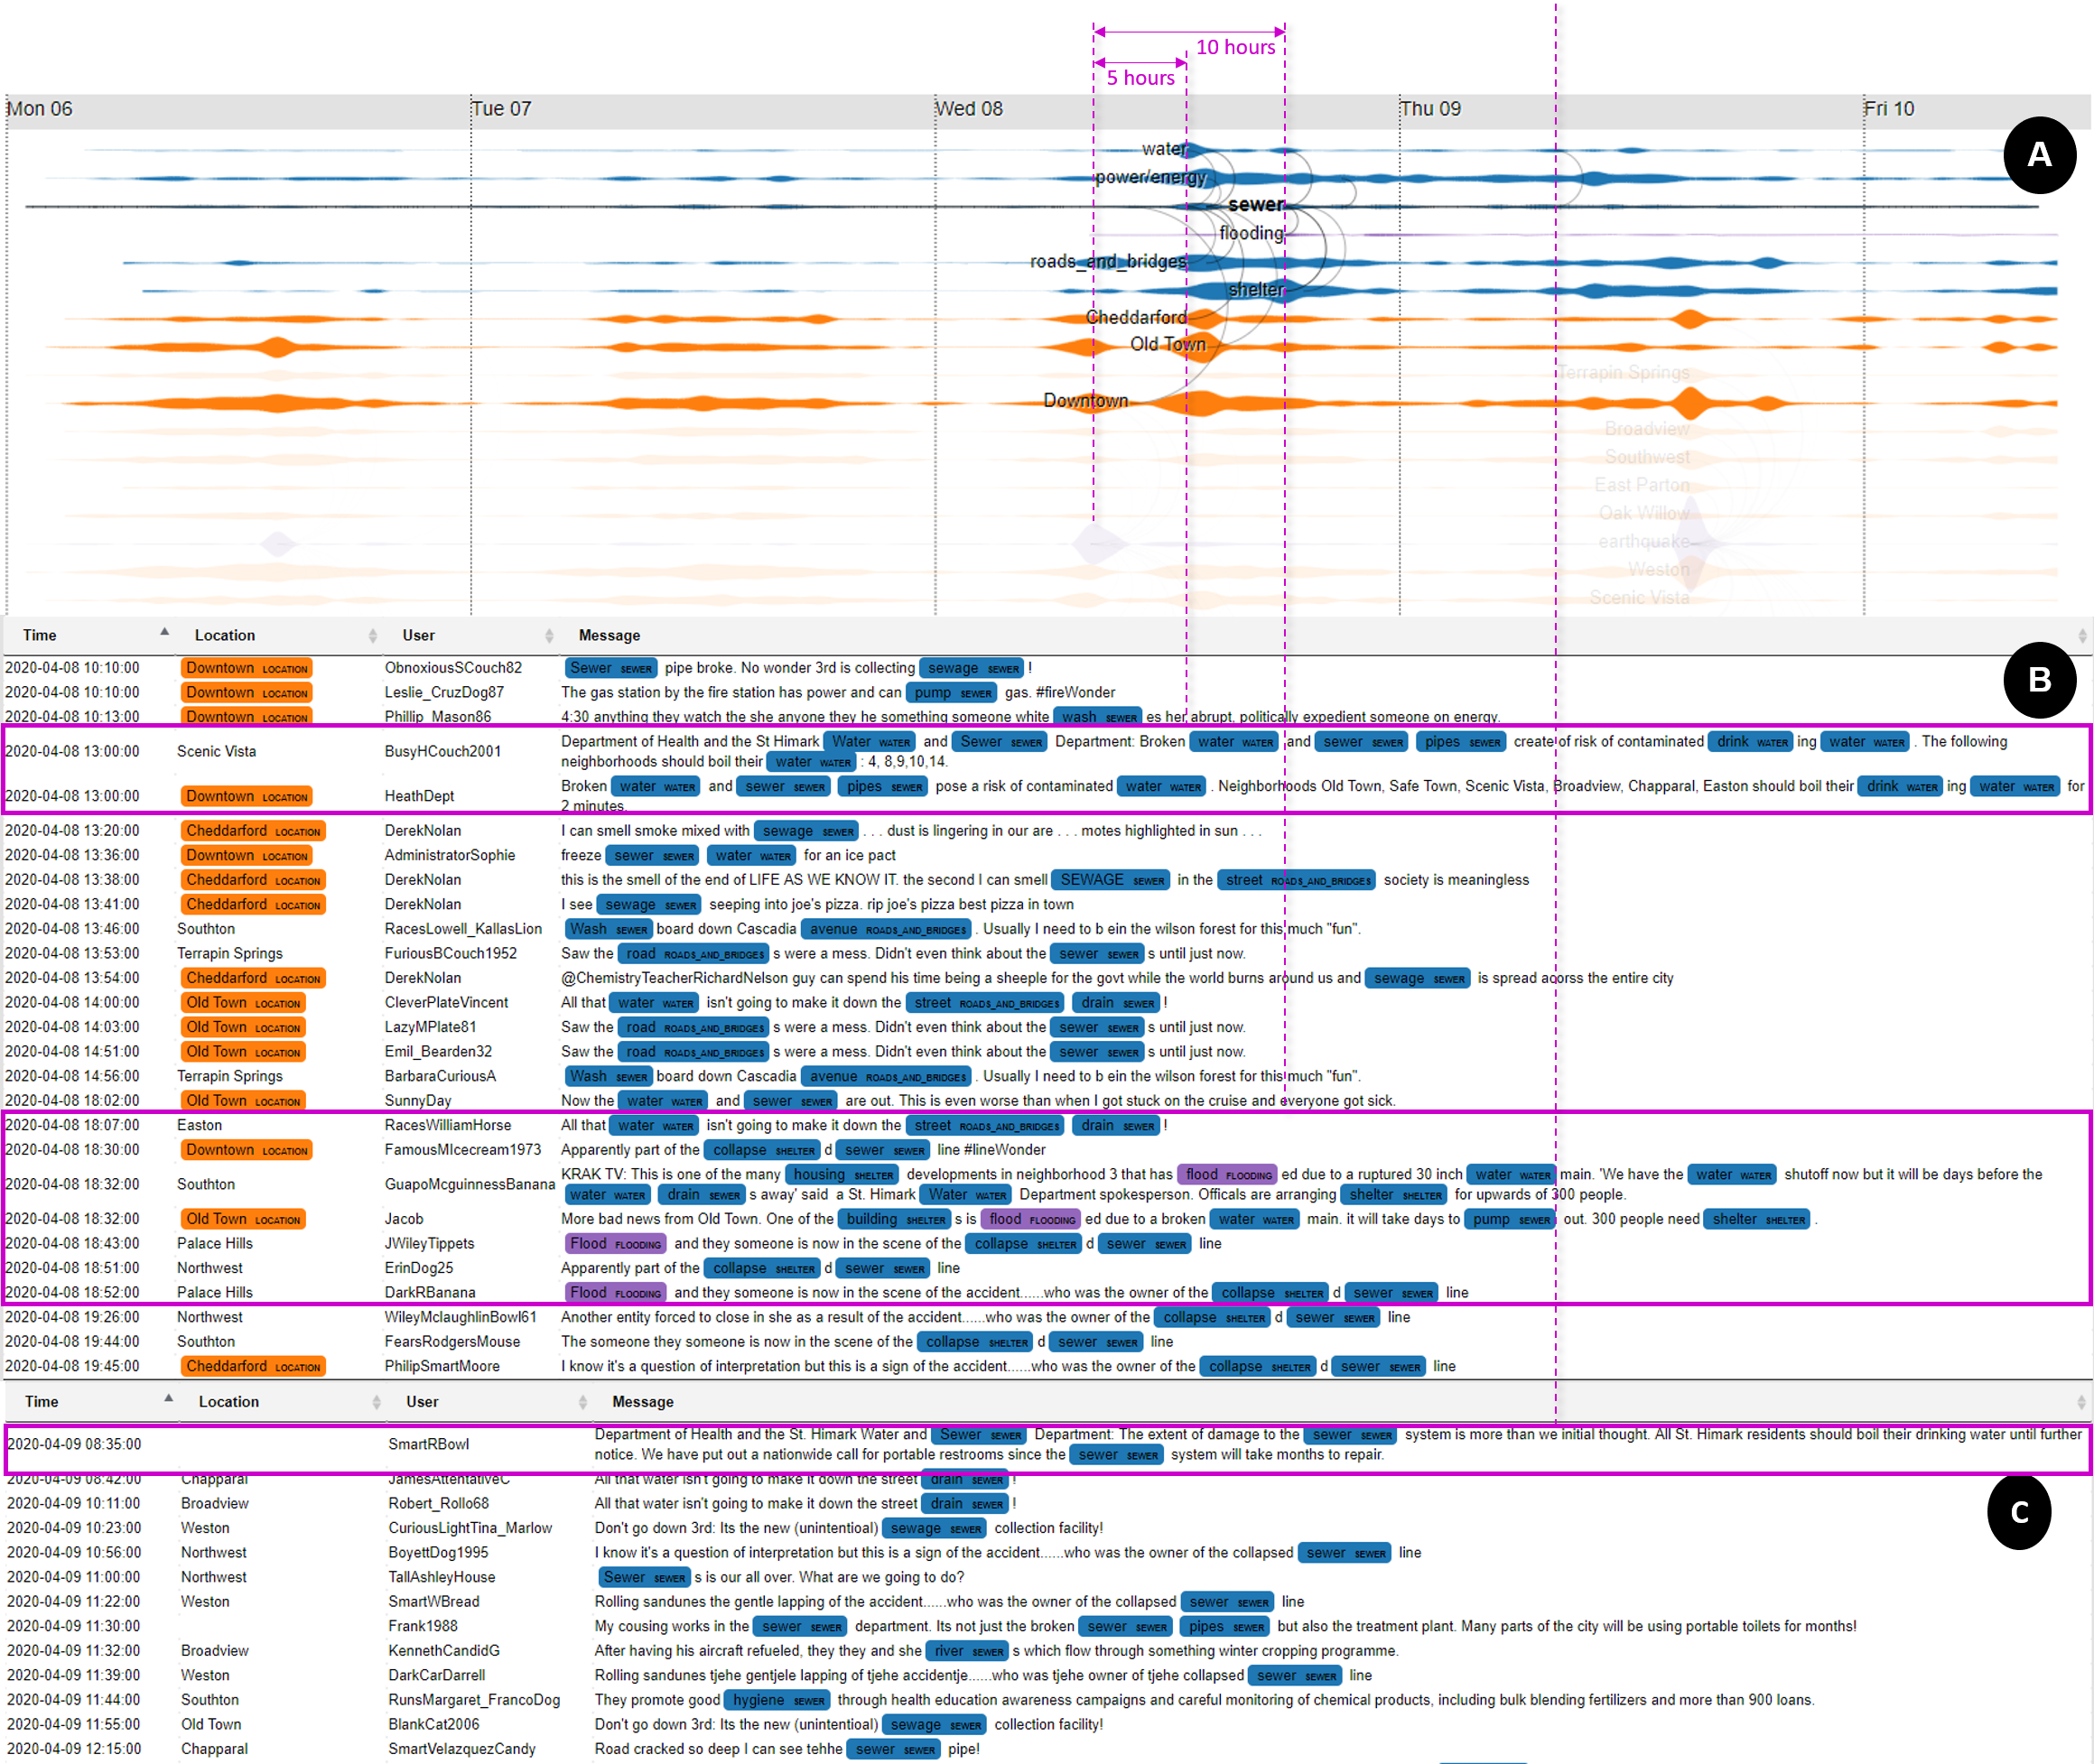 10 hours
5 hours
Mon 06 Tue 07 Wed 08 Thu 09 Fri 10
A
water
power/energy
sewer
flooding
roads_and_bridges
shelter
Cheddarford
Old Town
Terrapin Springs
Downtown
Broadview
Southwest
East Parton
Oak Willow
earthquake
Weston
Scenic Vista
Time Location User Message
B
2020-04-08 10:10:00 Downtown LOCATION ObnoxiousSCouch82 Sewer SEWER pipe broke. No wonder 3rd is collecting sewage SEWER !
2020-04-08 10:10:00 Downtown LOCATION Leslie_CruzDog87 The gas station by the fire station has power and can pump SEWER gas. #fireWonder
2020-04-08 10:13:00 Downtown LOCATION Phillip_Mason86 4:30 anything they watch the she anyone they he something someone white wash SEWER es her abrupt, politically expedient someone on energy.
2020-04-08 13:00:00 Scenic Vista BusyHCouch2001 Department of Health and the St Himark Water WATER and Sewer SEWER Department: Broken water WATER and sewer SEWER pipes SEWER create of risk of contaminated drink WATER ing water WATER . The following
neighborhoods should boil their water WATER : 4, 8,9,10,14.
2020-04-08 13:00:00 Downtown LOCATION HeathDept Broken water WATER and sewer SEWER pipes SEWER pose a risk of contaminated water WATER . Neighborhoods Old Town, Safe Town, Scenic Vista, Broadview, Chapparal, Easton should boil their drink WATER ing water WATER for
2 minutes.
2020-04-08 13:20:00 Cheddarford LOCATION DerekNolan I can smell smoke mixed with sewage SEWER . . . dust is lingering in our are . . . motes highlighted in sun . . .
2020-04-08 13:36:00 Downtown LOCATION AdministratorSophie freeze sewer SEWER water WATER for an ice pact
2020-04-08 13:38:00 Cheddarford LOCATION DerekNolan this is the smell of the end of LIFE AS WE KNOW IT. the second I can smell SEWAGE SEWER in the street ROADS_AND_BRIDGES society is meaningless
2020-04-08 13:41:00 Cheddarford LOCATION DerekNolan I see sewage SEWER seeping into joe's pizza. rip joe's pizza best pizza in town
2020-04-08 13:46:00 Southton RacesLowell_KallasLion Wash SEWER board down Cascadia avenue ROADS_AND_BRIDGES . Usually I need to b ein the wilson forest for this much "fun".
2020-04-08 13:53:00 Terrapin Springs FuriousBCouch1952 Saw the road ROADS_AND_BRIDGES s were a mess. Didn't even think about the sewer SEWER s until just now.
2020-04-08 13:54:00 Cheddarford LOCATION DerekNolan @ChemistryTeacherRichardNelson guy can spend his time being a sheeple for the govt while the world burns around us and sewage SEWER is spread aorss the entire city
2020-04-08 14:00:00 Old Town LOCATION CleverPlateVincent All that water WATER isn't going to make it down the street ROADS_AND_BRIDGES drain SEWER !
2020-04-08 14:03:00 Old Town LOCATION LazyMPlate81 Saw the road ROADS_AND_BRIDGES s were a mess. Didn't even think about the sewer SEWER s until just now.
2020-04-08 14:51:00 Old Town LOCATION Emil_Bearden32 Saw the road ROADS_AND_BRIDGES s were a mess. Didn't even think about the sewer SEWER s until just now.
2020-04-08 14:56:00 Terrapin Springs BarbaraCuriousA Wash SEWER board down Cascadia avenue ROADS_AND_BRIDGES . Usually I need to b ein the wilson forest for this much "fun".
2020-04-08 18:02:00 Old Town LOCATION SunnyDay Now the water WATER and sewer SEWER are out. This is even worse than when I got stuck on the cruise and everyone got sick.
2020-04-08 18:07:00 Easton RacesWilliamHorse All that water WATER isn't going to make it down the street ROADS_AND_BRIDGES drain SEWER !
2020-04-08 18:30:00 Downtown LOCATION FamousMIcecream1973 Apparently part of the collapse SHELTER d sewer SEWER line #lineWonder
2020-04-08 18:32:00 Southton GuapoMcguinnessBanana KRAK TV: This is one of the many housing SHELTER developments in neighborhood 3 that has flood FLOODING ed due to a ruptured 30 inch water WATER main. 'We have the water WATER shutoff now but it will be days before the
water WATER drain SEWER s away' said a St. Himark Water WATER Department spokesperson. Officals are arranging shelter SHELTER for upwards of 300 people.
2020-04-08 18:32:00 Old Town LOCATION Jacob More bad news from Old Town. One of the building SHELTER s is flood FLOODING ed due to a broken water WATER main. it will take days to pump SEWER out. 300 people need shelter SHELTER .
2020-04-08 18:43:00 Palace Hills JWileyTippets Flood FLOODING and they someone is now in the scene of the collapse SHELTER d sewer SEWER line
2020-04-08 18:51:00 Northwest ErinDog25 Apparently part of the collapse SHELTER d sewer SEWER line
2020-04-08 18:52:00 Palace Hills DarkRBanana Flood FLOODING and they someone is now in the scene of the accident......who was the owner of the collapse SHELTER d sewer SEWER line
2020-04-08 19:26:00 Northwest WileyMclaughlinBowl61 Another entity forced to close in she as a result of the accident......who was the owner of the collapse SHELTER d sewer SEWER line
2020-04-08 19:44:00 Southton FearsRodgersMouse The someone they someone is now in the scene of the collapse SHELTER d sewer SEWER line
2020-04-08 19:45:00 Cheddarford LOCATION PhilipSmartMoore I know it's a question of interpretation but this is a sign of the accident......who was the owner of the collapse SHELTER d sewer SEWER line
Time Location User Message
2020-04-09 08:35:00 SmartRBowl Department of Health and the St. Himark Water and Sewer SEWER Department: The extent of damage to the sewer SEWER system is more than we initial thought. All St. Himark residents should boil their drinking water until further
notice. We have put out a nationwide call for portable restrooms since the sewer SEWER system will take months to repair.
2020-04-09 08:42:00 Chapparal JamesAttentativeC All that water isn't going to make it down the street drain SEWER !
C
2020-04-09 10:11:00 Broadview Robert_Rollo68 All that water isn't going to make it down the street drain SEWER !
2020-04-09 10:23:00 Weston CuriousLightTina_Marlow Don't go down 3rd: Its the new (unintential) sewage SEWER collection facility!
2020-04-09 10:56:00 Northwest BoyettDog1995 I know it's a question of interpretation but this is a sign of the accident......who was the owner of the collapsed sewer SEWER line
2020-04-09 11:00:00 Northwest TallAshleyHouse Sewer SEWER s is our all over. What are we going to do?
2020-04-09 11:22:00 Weston SmartWBread Rolling sandunes the gentle lapping of the accident......who was the owner of the collapsed sewer SEWER line
2020-04-09 11:30:00 Frank1988 My cousing works in the sewer SEWER department. Its not just the broken sewer SEWER pipes SEWER but also the treatment plant. Many parts of the city will be using portable toilets for months!
2020-04-09 11:32:00 Broadview KennethCandidG After having his aircraft refueled, they they and she river SEWER s which flow through something winter cropping programme.
2020-04-09 11:39:00 Weston DarkCarDarrell Rolling sandunes tjehe gentjele lapping of tjehe accidentje......who was tjehe owner of tjehe collapsed sewer SEWER line
2020-04-09 11:44:00 Southton RunsMargaret_FrancoDog They promote good hygiene SEWER through health education awareness campaigns and careful monitoring of chemical products, including bulk blending fertilizers and more than 900 loans.
2020-04-09 11:55:00 Old Town BlankCat2006 Don't go down 3rd: Its the new (unintential) sewage SEWER collection facility!
2020-04-09 12:15:00 Chapparal SmartVelazquezCandy Road cracked so deep I can see tehhe sewer SEWER pipe!